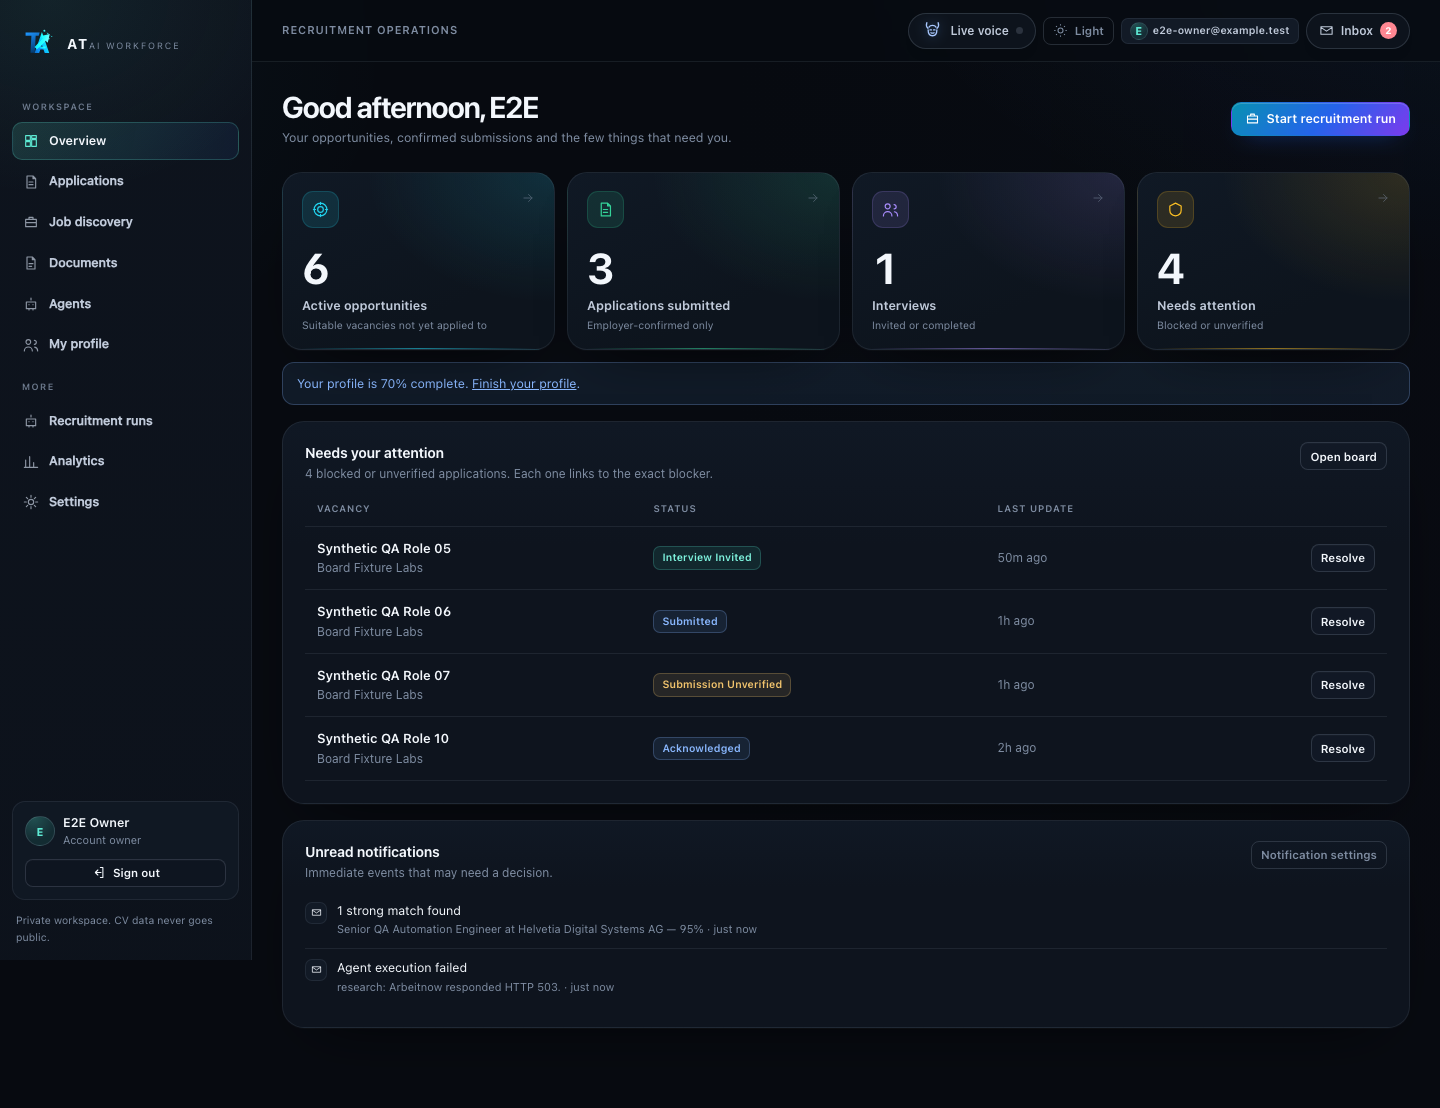 AT AI WORKFORCE
RECRUITMENT OPERATIONS
Live voice
Light
E e2e-owner@example.test
Inbox 2
WORKSPACE
Overview
Applications
Job discovery
Documents
Agents
My profile
MORE
Recruitment runs
Analytics
Settings
E
E2E Owner
Account owner
Sign out
Private workspace. CV data never goes
public.
Good afternoon, E2E
Your opportunities, confirmed submissions and the few things that need you.
Start recruitment run
6
Active opportunities
Suitable vacancies not yet applied to
3
Applications submitted
Employer-confirmed only
1
Interviews
Invited or completed
4
Needs attention
Blocked or unverified
Your profile is 70% complete. Finish your profile.
Needs your attention
4 blocked or unverified applications. Each one links to the exact blocker.
Open board
VACANCY STATUS LAST UPDATE
Synthetic QA Role 05
Board Fixture Labs
Interview Invited
50m ago
Resolve
Synthetic QA Role 06
Board Fixture Labs
Submitted
1h ago
Resolve
Synthetic QA Role 07
Board Fixture Labs
Submission Unverified
1h ago
Resolve
Synthetic QA Role 10
Board Fixture Labs
Acknowledged
2h ago
Resolve
Unread notifications
Immediate events that may need a decision.
Notification settings
1 strong match found
Senior QA Automation Engineer at Helvetia Digital Systems AG — 95% · just now
Agent execution failed
research: Arbeitnow responded HTTP 503. · just now